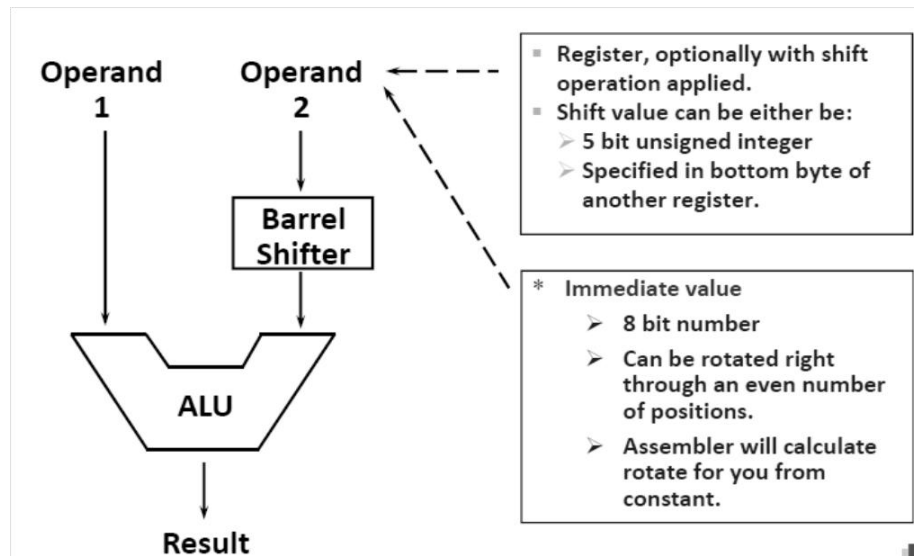 Operand
1
Operand
2
Barrel
Shifter
ALU
Result
▪ Register, optionally with shift
operation applied.
▪ Shift value can be either be:
➢ 5 bit unsigned integer
➢ Specified in bottom byte of
another register.
* Immediate value
➢ 8 bit number
➢ Can be rotated right
through an even number
of positions.
➢ Assembler will calculate
rotate for you from
constant.